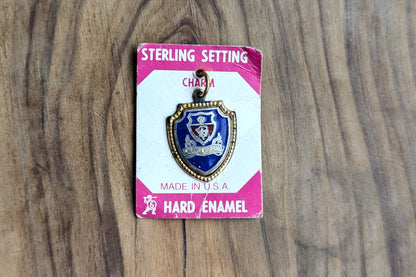 STERLING SETTING
CHARM
MADE IN U.S.A.
HARD ENAMEL